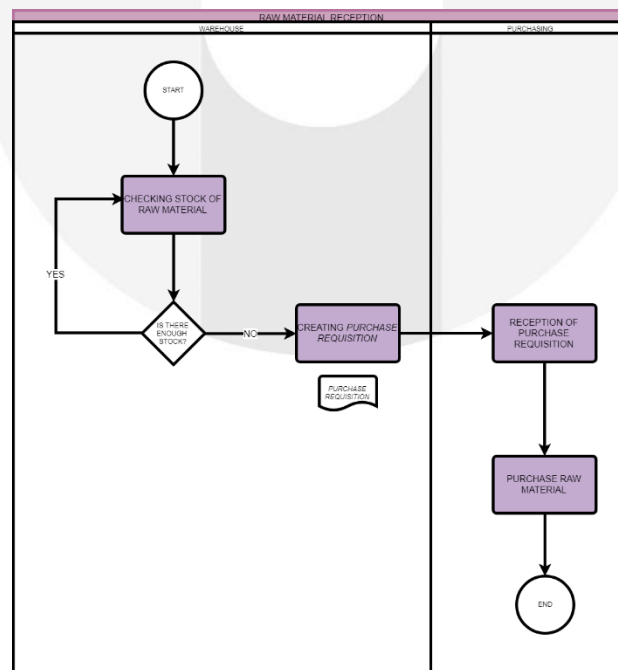 RAW MATERIAL RECEPTION
WAREHOUSE
PURCHASING
START
CHECKING STOCK OF
RAW MATERIAL
YES
IS THERE
ENOUGH
STOCK?
NO
CREATING PURCHASE
REQUISITION
PURCHASE
REQUISITION
RECEPTION OF
PURCHASE
REQUISITION
PURCHASE RAW
MATERIAL
END